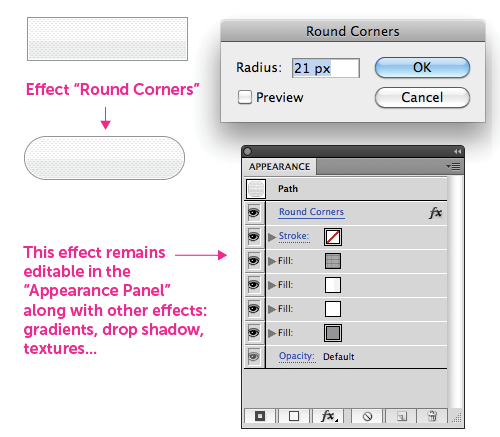 Round Corners
Radius: 21 px OK
Preview Cancel
Effect “Round Corners”
APPEARANCE
Path
Round Corners fx
Stroke:
Fill:
Fill:
Fill:
Fill:
Opacity: Default
fx
This effect remains
editable in the
“Appearance Panel”
along with other effects:
gradients, drop shadow,
textures...